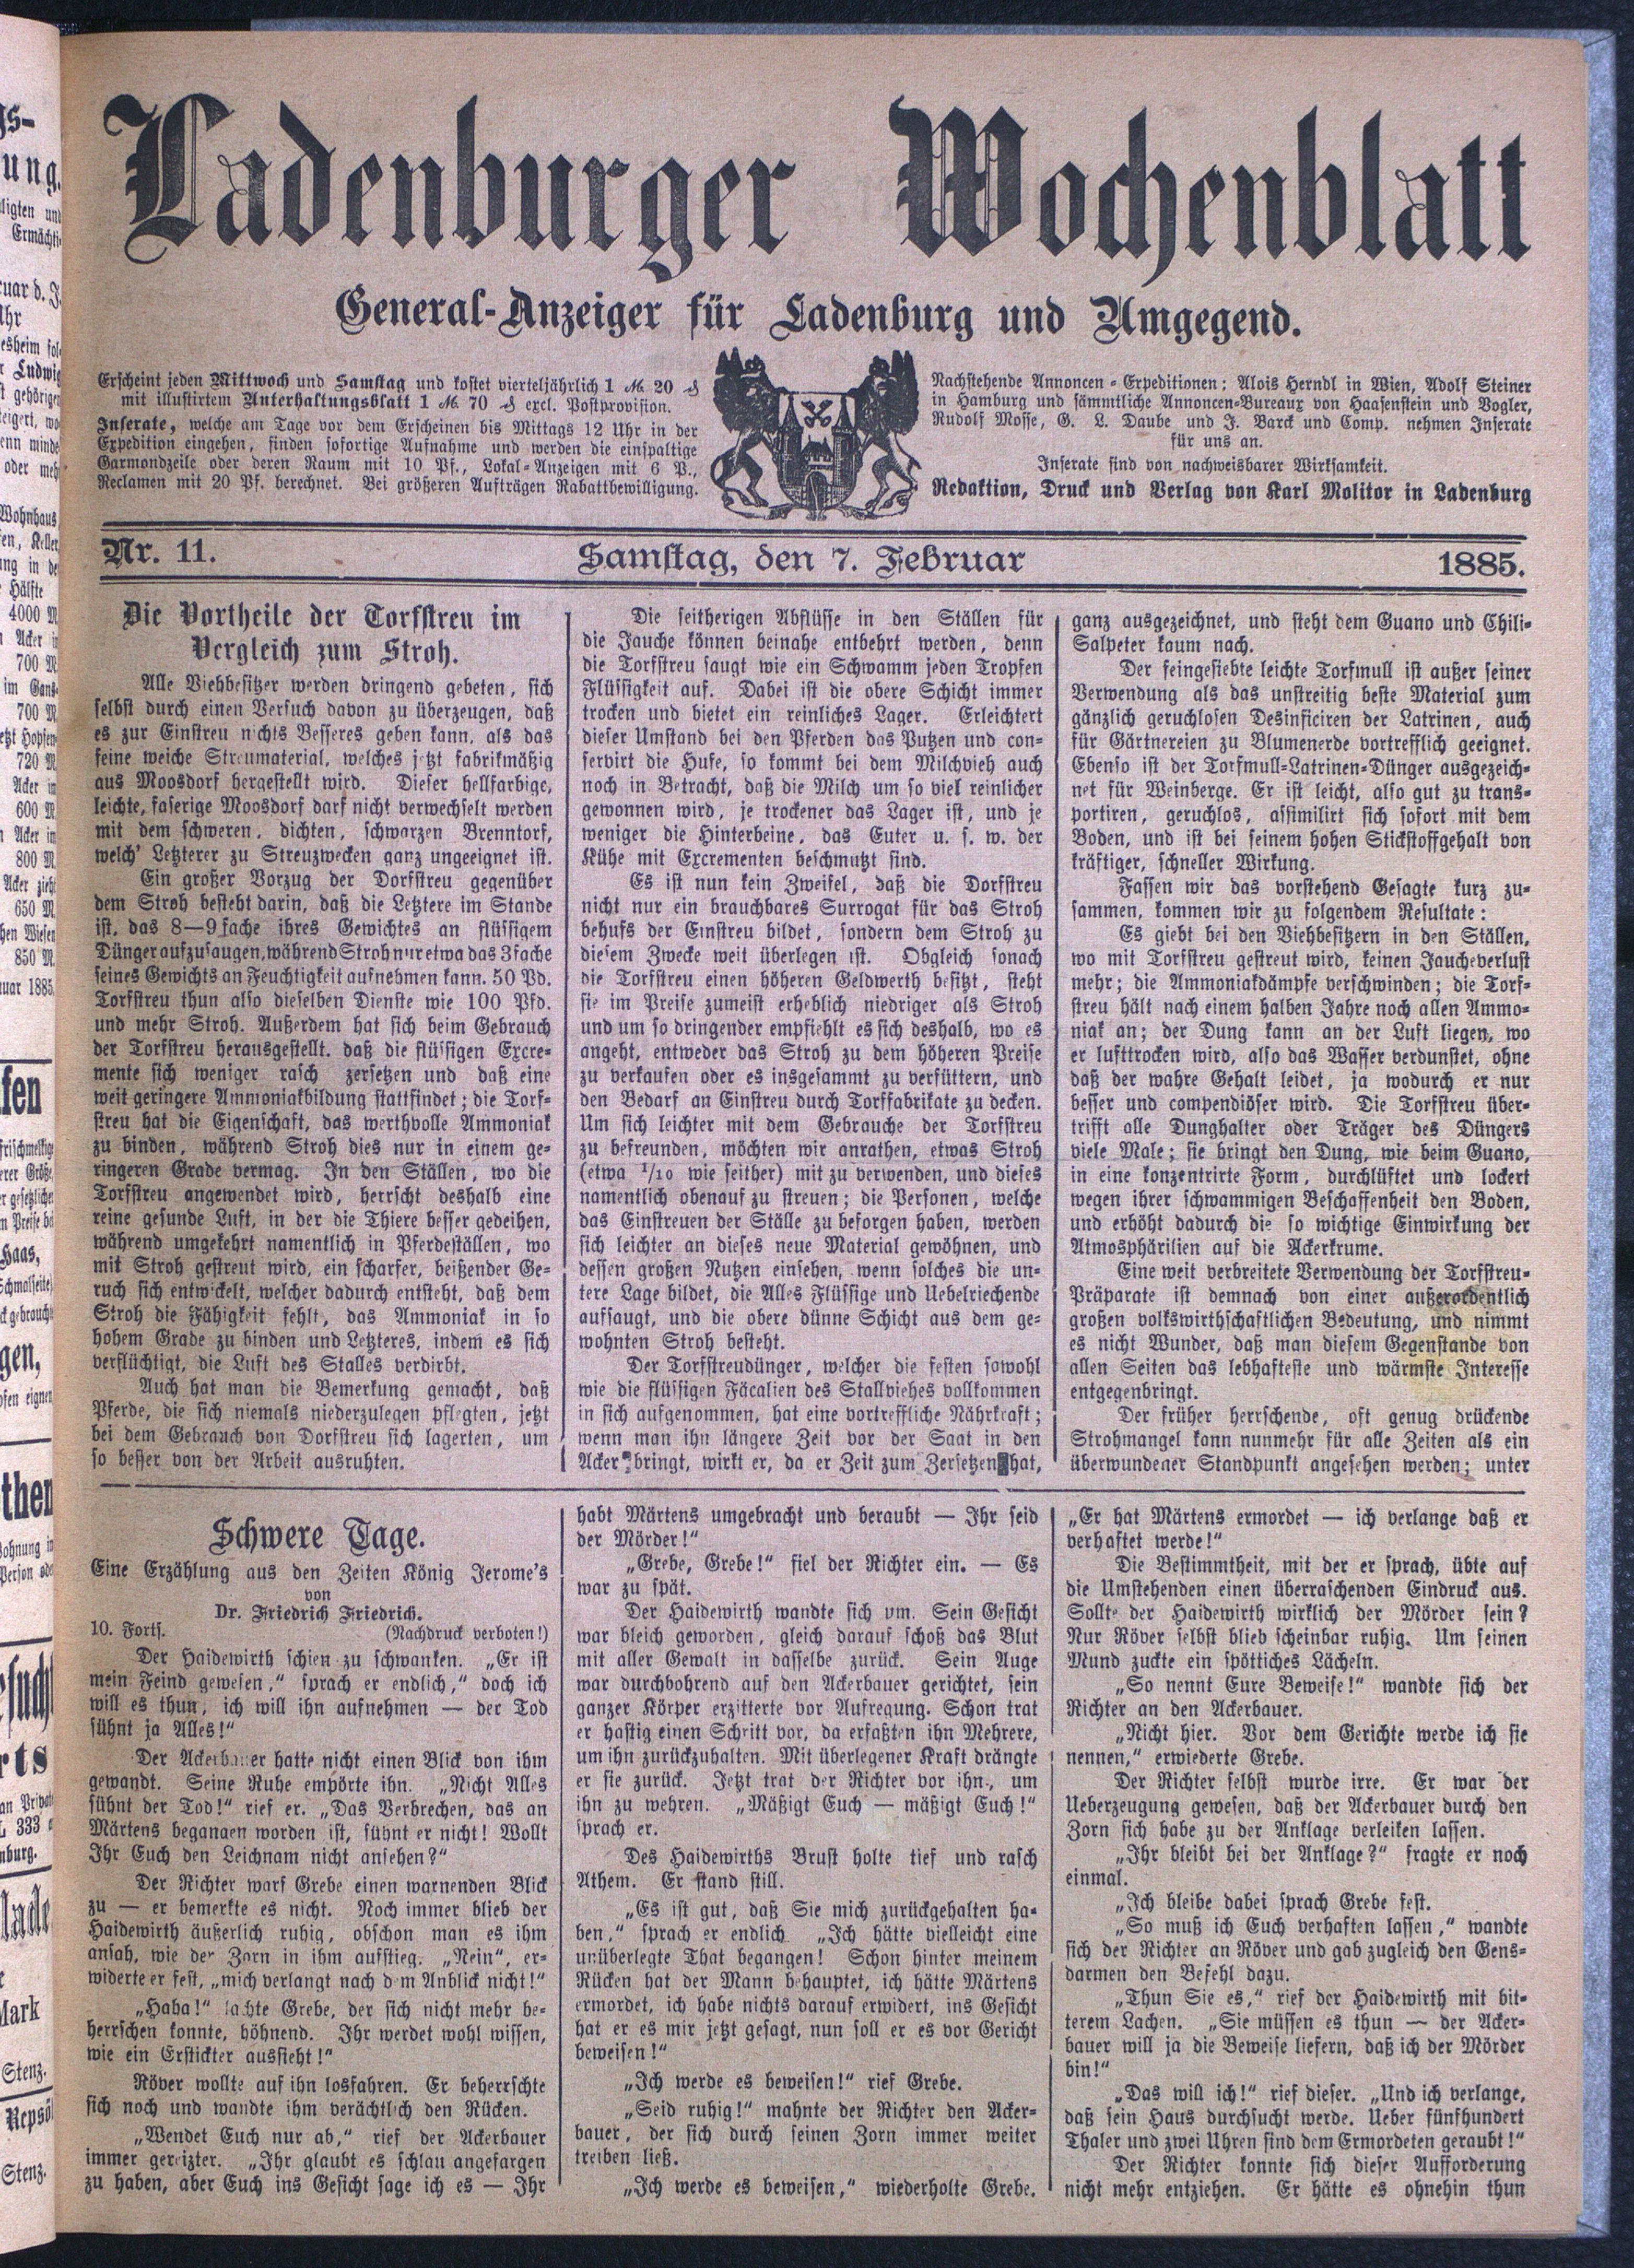 Ladenburger Wochenblatt
General-Anzeiger für Ladenburg und Umgegend.
Erscheint jeden Mittwoch und Samstag und kostet vierteljährlich 1 M. 20 ₰
mit illustirtem Unterhaltungsblatt 1 M. 70 ₰ excl. Postprovision.
Inserate, welche am Tage vor dem Erscheinen bis Mittags 12 Uhr in der
Expedition eingehen, finden sofortige Aufnahme und werden die einspaltige
Garmondzeile oder deren Raum mit 10 Pf., Lokal-Anzeigen mit 6 P.,
Reclamen mit 20 Pf. berechnet. Bei größeren Aufträgen Rabattbewilligung.
Nachstehende Annoncen-Expeditionen: Alois Herndl in Wien, Adolf Steiner
in Hamburg und sämmtliche Annoncen-Bureaux von Haasenstein und Vogler,
Rudolf Mosse, G. L. Daube und J. Barck und Comp. nehmen Inserate
für uns an.
Inserate sind von nachweisbarer Wirksamkeit.
Redaktion, Druck und Verlag von Karl Molitor in Ladenburg
Nr. 11. Samstag, den 7. Februar 1885.
Die Vortheile der Torfstreu im
Vergleich zum Stroh.
Alle Viehbesitzer werden dringend gebeten, sich
selbst durch einen Versuch davon zu überzeugen, daß
es zur Einstreu nichts Besseres geben kann, als das
feine weiche Streumaterial, welches jetzt fabrikmäßig
aus Moosdorf hergestellt wird. Dieser hellfarbige,
leichte, faserige Moosdorf darf nicht verwechselt werden
mit dem schweren, dichten, schwarzen Brenntorf,
welch' Letzterer zu Streuzwecken ganz ungeeignet ist.
Ein großer Vorzug der Dorfstreu gegenüber
dem Stroh besteht darin, daß die Letztere im Stande
ist, das 8—9 fache ihres Gewichtes an flüssigem
Dünger aufzusaugen, während Stroh nur etwa das 3 fache
seines Gewichts an Feuchtigkeit aufnehmen kann. 50 Pd.
Torfstreu thun also dieselben Dienste wie 100 Pfd.
und mehr Stroh. Außerdem hat sich beim Gebrauch
der Torfstreu herausgestellt. daß die flüssigen Excre-
mente sich weniger rasch zersetzen und daß eine
weit geringere Ammoniakbildung stattfindet; die Torf-
streu hat die Eigenschaft, das werthvolle Ammoniak
zu binden, während Stroh dies nur in einem ge-
ringeren Grade vermag. In den Ställen, wo die
Torfstreu angewendet wird, herrscht deshalb eine
reine gesunde Luft, in der die Thiere besser gedeihen,
während umgekehrt namentlich in Pferdeställen, wo
mit Stroh gestreut wird, ein scharfer, beißender Ge-
ruch sich entwickelt, welcher dadurch entsteht, daß dem
Stroh die Fähigkeit fehlt, das Ammoniak in so
hohem Grade zu binden und Letzteres, indem es sich
verflüchtigt, die Luft des Stalles verdirbt.
Auch hat man die Bemerkung gemacht, daß
Pferde, die sich niemals niederzulegen pflegten, jetzt
bei dem Gebrauch von Dorfstreu sich lagerten, um
so besser von der Arbeit ausruhten.
Die seitherigen Abflüsse in den Ställen für
die Jauche können beinahe entbehrt werden, denn
die Torfstreu saugt wie ein Schwamm jeden Tropfen
Flüssigkeit auf. Dabei ist die obere Schicht immer
trocken und bietet ein reinliches Lager. Erleichtert
dieser Umstand bei den Pferden das Putzen und con-
servirt die Hufe, so kommt bei dem Milchvieh auch
noch in Betracht, daß die Milch um so viel reinlicher
gewonnen wird, je trockener das Lager ist, und je
weniger die Hinterbeine, das Euter u. s. w. der
Kühe mit Excrementen beschmutzt sind.
Es ist nun kein Zweifel, daß die Dorfstreu
nicht nur ein brauchbares Surrogat für das Stroh
behufs der Einstreu bildet, sondern dem Stroh zu
diesem Zwecke weit überlegen ist. Obgleich sonach
die Torfstreu einen höheren Geldwerth besitzt, steht
sie im Preise zumeist erheblich niedriger als Stroh
und um so dringender empfiehlt es sich deshalb, wo es
angeht, entweder das Stroh zu dem höheren Preise
zu verkaufen oder es insgesammt zu verfüttern, und
den Bedarf an Einstreu durch Torffabrikate zu decken.
Um sich leichter mit dem Gebrauche der Torfstreu
zu befreunden, möchten wir anrathen, etwas Stroh
(etwa 1/10 wie seither) mit zu verwenden, und dieses
namentlich obenauf zu streuen; die Personen, welche
das Einstreuen der Ställe zu besorgen haben, werden
sich leichter an dieses neue Material gewöhnen, und
dessen großen Nutzen einsehen, wenn solches die un-
tere Lage bildet, die Alles Flüssige und Uebelriechende
aufsaugt, und die obere dünne Schicht aus dem ge-
wohnten Stroh besteht.
Der Torfstreudünger, welcher die festen sowohl
wie die flüssigen Fäcalien des Stallviehes vollkommen
in sich aufgenommen, hat eine vortreffliche Nährkraft;
wenn man ihn längere Zeit vor der Saat in den
Acker bringt, wirkt er, da er Zeit zum Zersetzen hat,
ganz ausgezeichnet, und steht dem Guano und Chili-
Salpeter kaum nach.
Der feingesiebte leichte Torfmull ist außer seiner
Verwendung als das unstreitig beste Material zum
gänzlich geruchlosen Desinficiren der Latrinen, auch
für Gärtnereien zu Blumenerde vortrefflich geeignet.
Ebenso ist der Torfmull-Latrinen-Dünger ausgezeich-
net für Weinberge. Er ist leicht, also gut zu trans-
portiren, geruchlos, assimilirt sich sofort mit dem
Boden, und ist bei seinem hohen Stickstoffgehalt von
kräftiger, schneller Wirkung.
Fassen wir das vorstehend Gesagte kurz zu-
sammen, kommen wir zu folgendem Resultate:
Es giebt bei den Viehbesitzern in den Ställen,
wo mit Torfstreu gestreut wird, keinen Jaucheverlust
mehr; die Ammoniakdämpfe verschwinden; die Torf-
streu hält nach einem halben Jahre noch allen Ammo-
niak an; der Dung kann an der Luft liegen, wo
er lufttrocken wird, also das Wasser verdunstet, ohne
daß der wahre Gehalt leidet, ja wodurch er nur
besser und compendiöser wird. Die Torfstreu über-
trifft alle Dunghalter oder Träger des Düngers
viele Male; sie bringt den Dung, wie beim Guano,
in eine konzentrirte Form, durchlüftet und lockert
wegen ihrer schwammigen Beschaffenheit den Boden,
und erhöht dadurch die so wichtige Einwirkung der
Atmosphärilien auf die Ackerkrume.
Eine weit verbreitete Verwendung der Torfstreu-
Präparate ist demnach von einer außerordentlich
großen volkswirthschaftlichen Bedeutung, und nimmt
es nicht Wunder, daß man diesem Gegenstande von
allen Seiten das lebhafteste und wärmste Interesse
entgegenbringt.
Der früher herrschende, oft genug drückende
Strohmangel kann nunmehr für alle Zeiten als ein
überwundener Standpunkt angesehen werden; unter
Schwere Tage.
Eine Erzählung aus den Zeiten König Jerome's
von
Dr. Friedrich Friedrich.
10. Forts. (Nachdruck verboten!)
Der Haidewirth schien zu schwanken. „Er ist
mein Feind gewesen,“ sprach er endlich,“ doch ich
will es thun, ich will ihn aufnehmen — der Tod
sühnt ja Alles!“
Der Ackerbauer hatte nicht einen Blick von ihm
gewandt. Seine Ruhe empörte ihn. „Nicht Alles
sühnt der Tod!“ rief er. „Das Verbrechen, das an
Märtens begangen worden ist, sühnt er nicht! Wollt
Ihr Euch den Leichnam nicht ansehen?“
Der Richter warf Grebe einen warnenden Blick
zu — er bemerkte es nicht. Noch immer blieb der
Haidewirth äußerlich ruhig, obschon man es ihm
ansah, wie der Zorn in ihm aufstieg. „Nein“, er-
widerte er fest, „mich verlangt nach dem Anblick nicht!“
„Haha!“ lachte Grebe, der sich nicht mehr be-
herrschen konnte, höhnend. Ihr werdet wohl wissen,
wie ein Erstickter aussieht!“
Röver wollte auf ihn losfahren. Er beherrschte
sich noch und wandte ihm verächtlich den Rücken.
„Wendet Euch nur ab,“ rief der Ackerbauer
immer gereizter. „Ihr glaubt es schlau angefangen
zu haben, aber Euch ins Gesicht sage ich es — Ihr
habt Märtens umgebracht und beraubt — Ihr seid
der Mörder!“
„Grebe, Grebe!“ fiel der Richter ein. — Es
war zu spät.
Der Haidewirth wandte sich um. Sein Gesicht
war bleich geworden, gleich darauf schoß das Blut
mit aller Gewalt in dasselbe zurück. Sein Auge
war durchbohrend auf den Ackerbauer gerichtet, sein
ganzer Körper erzitterte vor Aufregung. Schon trat
er hastig einen Schritt vor, da erfaßten ihn Mehrere,
um ihn zurückzuhalten. Mit überlegener Kraft drängte
er sie zurück. Jetzt trat der Richter vor ihn, um
ihn zu wehren. „Mäßigt Euch — mäßigt Euch!“
sprach er.
Des Haidewirths Brust holte tief und rasch
Athem. Er stand still.
„Es ist gut, daß Sie mich zurückgehalten ha-
ben,“ sprach er endlich. „Ich hätte vielleicht eine
unüberlegte That begangen! Schon hinter meinem
Rücken hat der Mann behauptet, ich hätte Märtens
ermordet, ich habe nichts darauf erwidert, ins Gesicht
hat er es mir jetzt gesagt, nun soll er es vor Gericht
beweisen!“
„Ich werde es beweisen!“ rief Grebe.
„Seid ruhig!“ mahnte der Richter den Acker-
bauer, der sich durch seinen Zorn immer weiter
treiben ließ.
„Ich werde es beweisen,“ wiederholte Grebe.
„Er hat Märtens ermordet — ich verlange daß er
verhaftet werde!“
Die Bestimmtheit, mit der er sprach, übte auf
die Umstehenden einen überraschenden Eindruck aus.
Sollte der Haidewirth wirklich der Mörder sein?
Nur Röver selbst blieb scheinbar ruhig. Um seinen
Mund zuckte ein spöttiches Lächeln.
„So nennt Eure Beweise!“ wandte sich der
Richter an den Ackerbauer.
„Nicht hier. Vor dem Gerichte werde ich sie
nennen,“ erwiederte Grebe.
Der Richter selbst wurde irre. Er war der
Ueberzeugung gewesen, daß der Ackerbauer durch den
Zorn sich habe zu der Anklage verleiken lassen.
„Ihr bleibt bei der Anklage?“ fragte er noch
einmal.
„Ich bleibe dabei sprach Grebe fest.
„So muß ich Euch verhaften lassen,“ wandte
sich der Richter an Röver und gab zugleich den Gens-
darmen den Befehl dazu.
„Thun Sie es,“ rief der Haidewirth mit bit-
terem Lachen. „Sie müssen es thun — der Acker-
bauer will ja die Beweise liefern, daß ich der Mörder
bin!“
„Das will ich!“ rief dieser. „Und ich verlange,
daß sein Haus durchsucht werde. Ueber fünfhundert
Thaler und zwei Uhren sind dem Ermordeten geraubt!“
Der Richter konnte sich dieser Aufforderung
nicht mehr entziehen. Er hätte es ohnehin thun